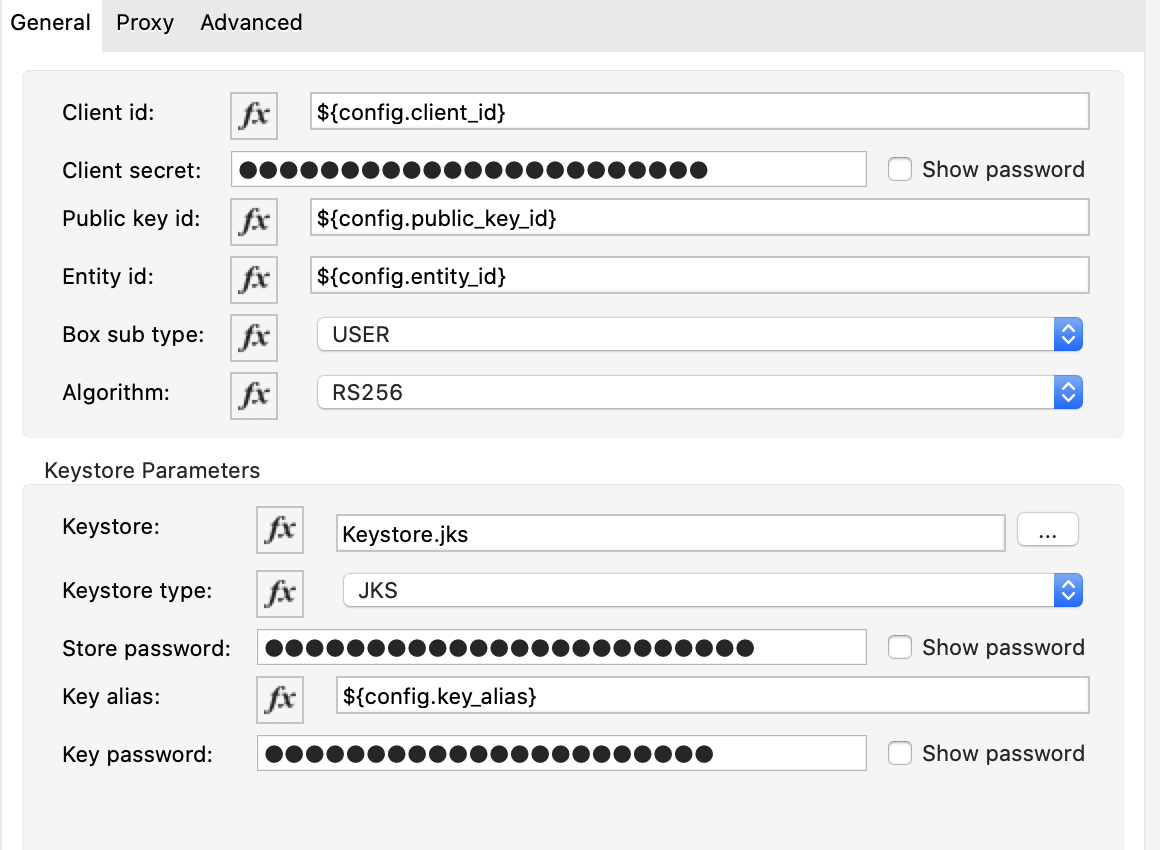 General Proxy Advanced
Client id: fx ${config.client_id}
Client secret: ●●●●●●●●●●●●●●●●●●●●●●● Show password
Public key id: fx ${config.public_key_id}
Entity id: fx ${config.entity_id}
Box sub type: fx USER
Algorithm: fx RS256
Keystore Parameters
Keystore: fx Keystore.jks ...
Keystore type: fx JKS
Store password: ●●●●●●●●●●●●●●●●●●●●●●●● Show password
Key alias: fx ${config.key_alias}
Key password: ●●●●●●●●●●●●●●●●●●●●●● Show password